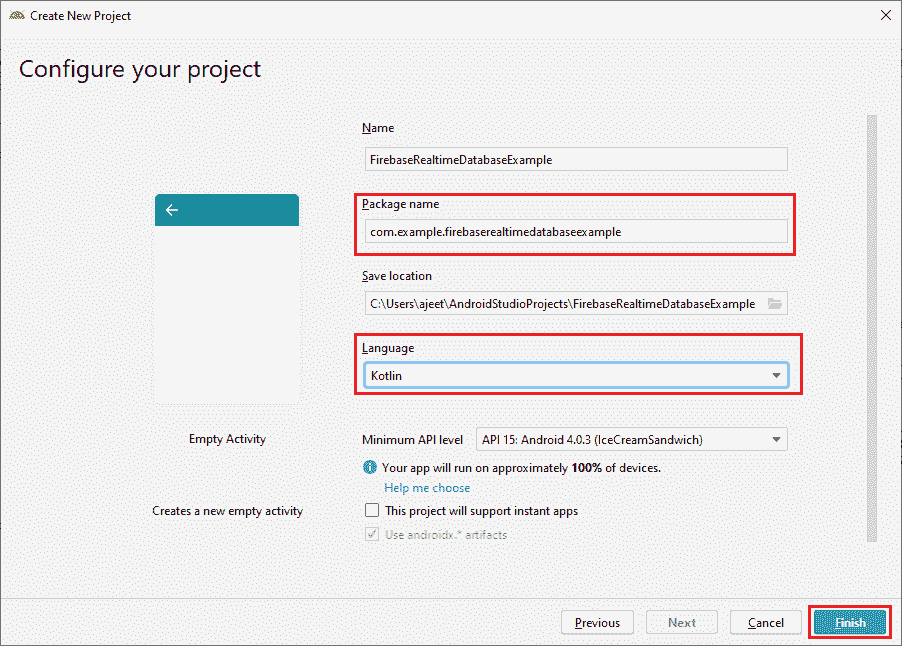 Create New Project
Configure your project
Name
FirebaseRealtimeDatabaseExample
Package name
com.example.firebaserealtimedatabaseexample
Save location
C:\Users\ajeet\AndroidStudioProjects\FirebaseRealtimeDatabaseExample
Language
Kotlin
Empty Activity
Minimum API level API 15: Android 4.0.3 (IceCreamSandwich)
Your app will run on approximately 100% of devices.
Help me choose
Creates a new empty activity
This project will support instant apps
Use androidx.* artifacts
Previous Next Cancel Finish